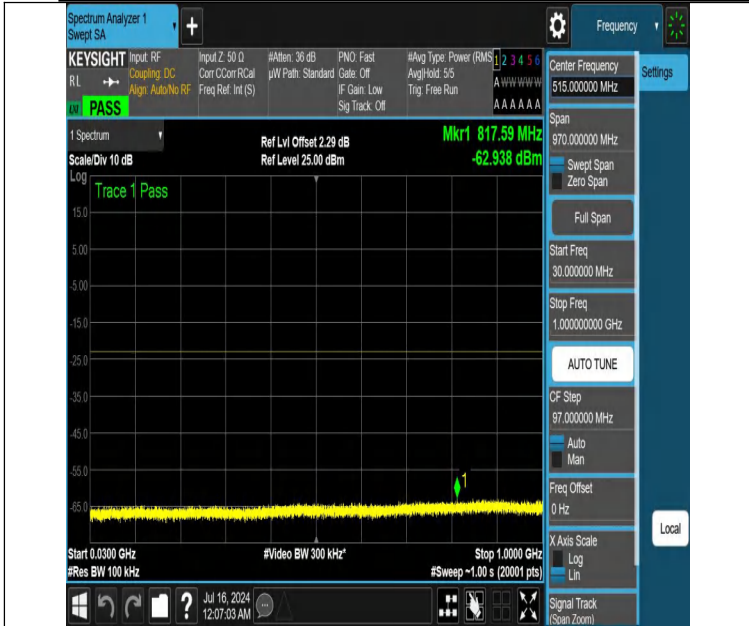 Spectrum Analyzer 1
Swept SA
+
Frequency
KEYSIGHT
RL
LXI
PASS
Input: RF
Coupling: DC
Align: Auto/No RF
Input Z: 50 Ω
Corr CCorr RCal
Freq Ref: Int (S)
#Atten: 36 dB
µW Path: Standard
PNO: Fast
Gate: Off
IF Gain: Low
Sig Track: Off
#Avg Type: Power (RMS
Avg|Hold: 5/5
Trig: Free Run
1 2 3 4 5 6
A W W W W W
A A A A A A
1 Spectrum
Scale/Div 10 dB
Ref Lvl Offset 2.29 dB
Ref Level 25.00 dBm
Mkr1 817.59 MHz
-62.938 dBm
Log
Trace 1 Pass
15.0
5.00
-5.00
-15.0
-25.0
-35.0
-45.0
-55.0
-65.0
1
Start 0.0300 GHz
#Res BW 100 kHz
#Video BW 300 kHz*
Stop 1.0000 GHz
#Sweep ~1.00 s (20001 pts)
?
Jul 16, 2024
12:07:03 AM
Center Frequency
515.000000 MHz
Settings
Span
970.000000 MHz
Swept Span
Zero Span
Full Span
Start Freq
30.000000 MHz
Stop Freq
1.000000000 GHz
AUTO TUNE
CF Step
97.000000 MHz
Auto
Man
Freq Offset
0 Hz
X Axis Scale
Log
Lin
Local
Signal Track
(Span Zoom)